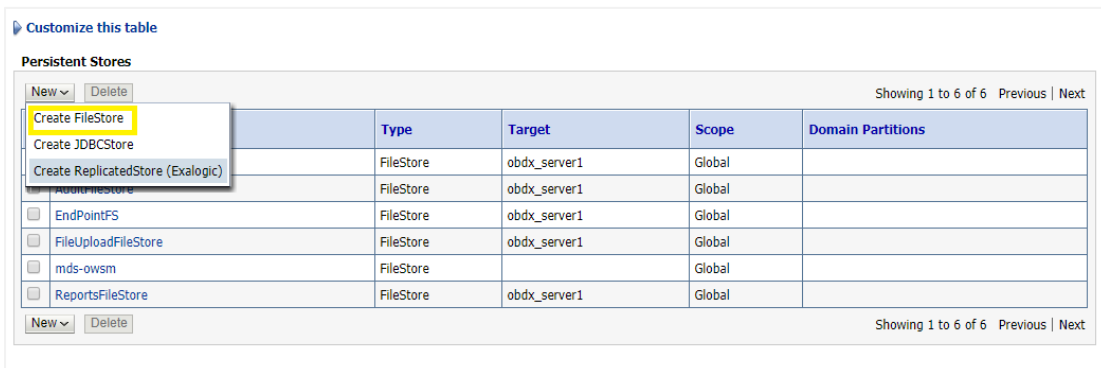 Customize this table
Persistent Stores
New Delete Showing 1 to 6 of 6 Previous | Next
Create FileStore
Create JDBCStore
Create ReplicatedStore (Exalogic)
Type Target Scope Domain Partitions
FileStore obdx_server1 Global
AuditFileStore FileStore obdx_server1 Global
EndPointFS FileStore obdx_server1 Global
FileUploadFileStore FileStore obdx_server1 Global
mds-owsm FileStore Global
ReportsFileStore FileStore obdx_server1 Global
New Delete Showing 1 to 6 of 6 Previous | Next